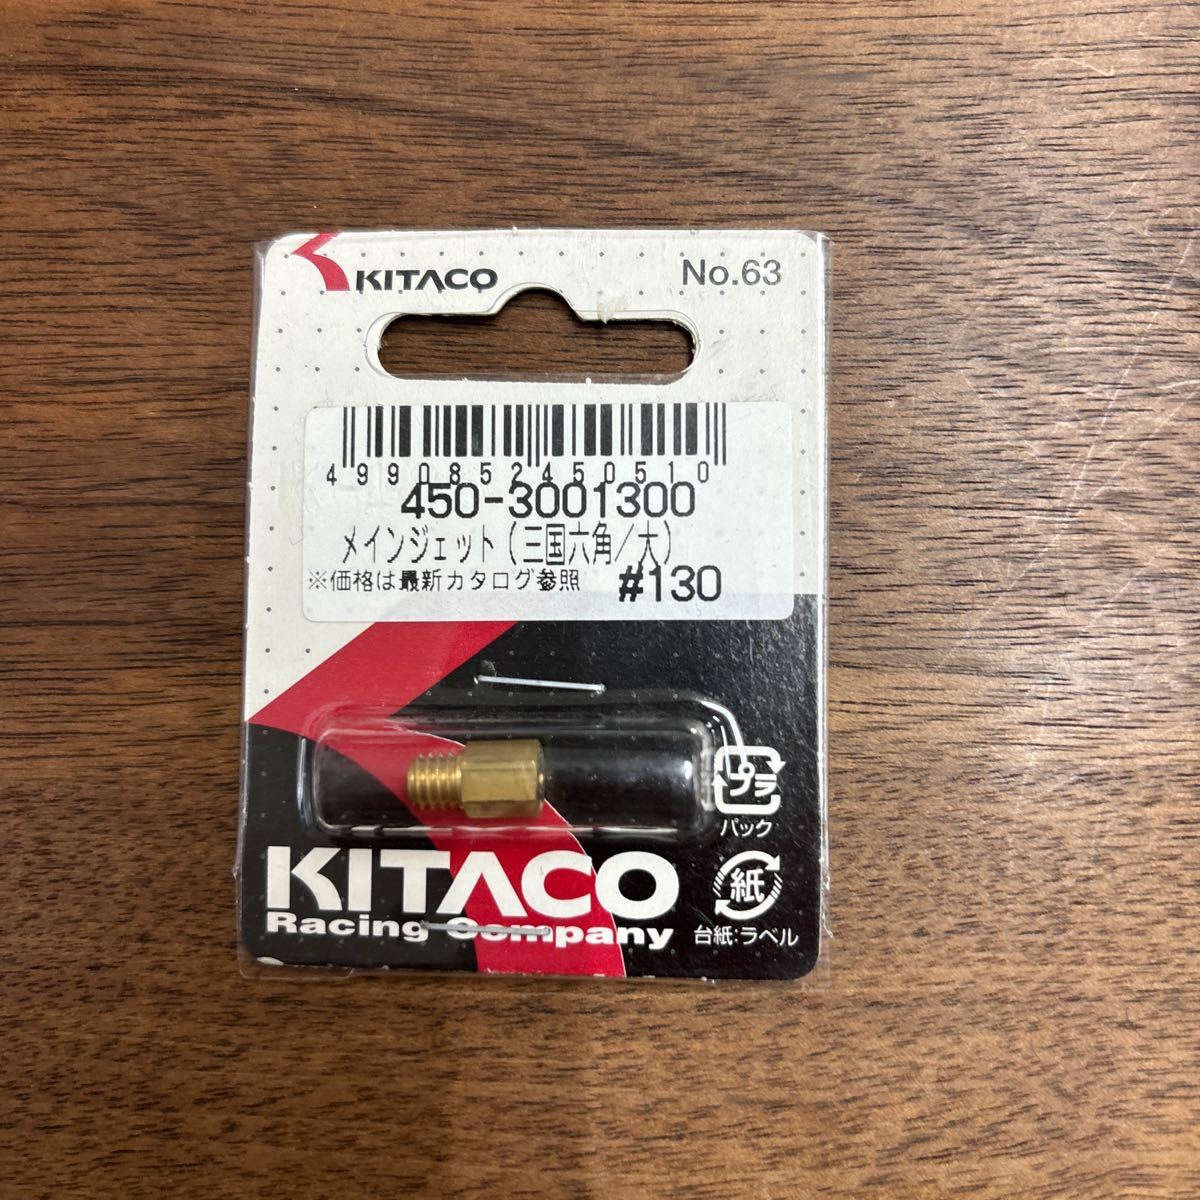 KITACO
No.63
4990852450510
450-3001300
メインジェット(三国六角/大)
※価格は最新カタログ参照 #130
プラ
パック
紙
台紙:ラベル
KITACO
Racing Company